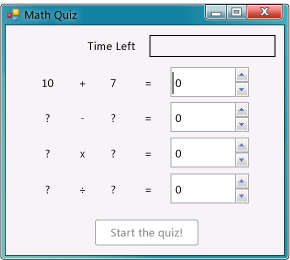 Math Quiz
Time Left
10 + 7 = 0
? - ? = 0
? x ? = 0
? ÷ ? = 0
Start the quiz!